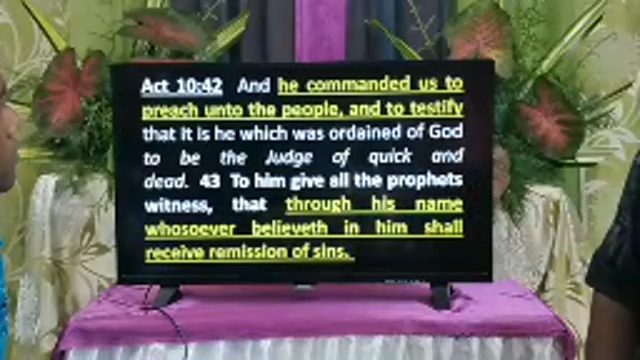 Act 10:42 And he commanded us to
preach unto the people, and to testify
that it is he which was ordained of God
to be the Judge of quick and
dead. 43 To him give all the prophets
witness, that through his name
whosoever believeth in him shall
receive remission of sins.